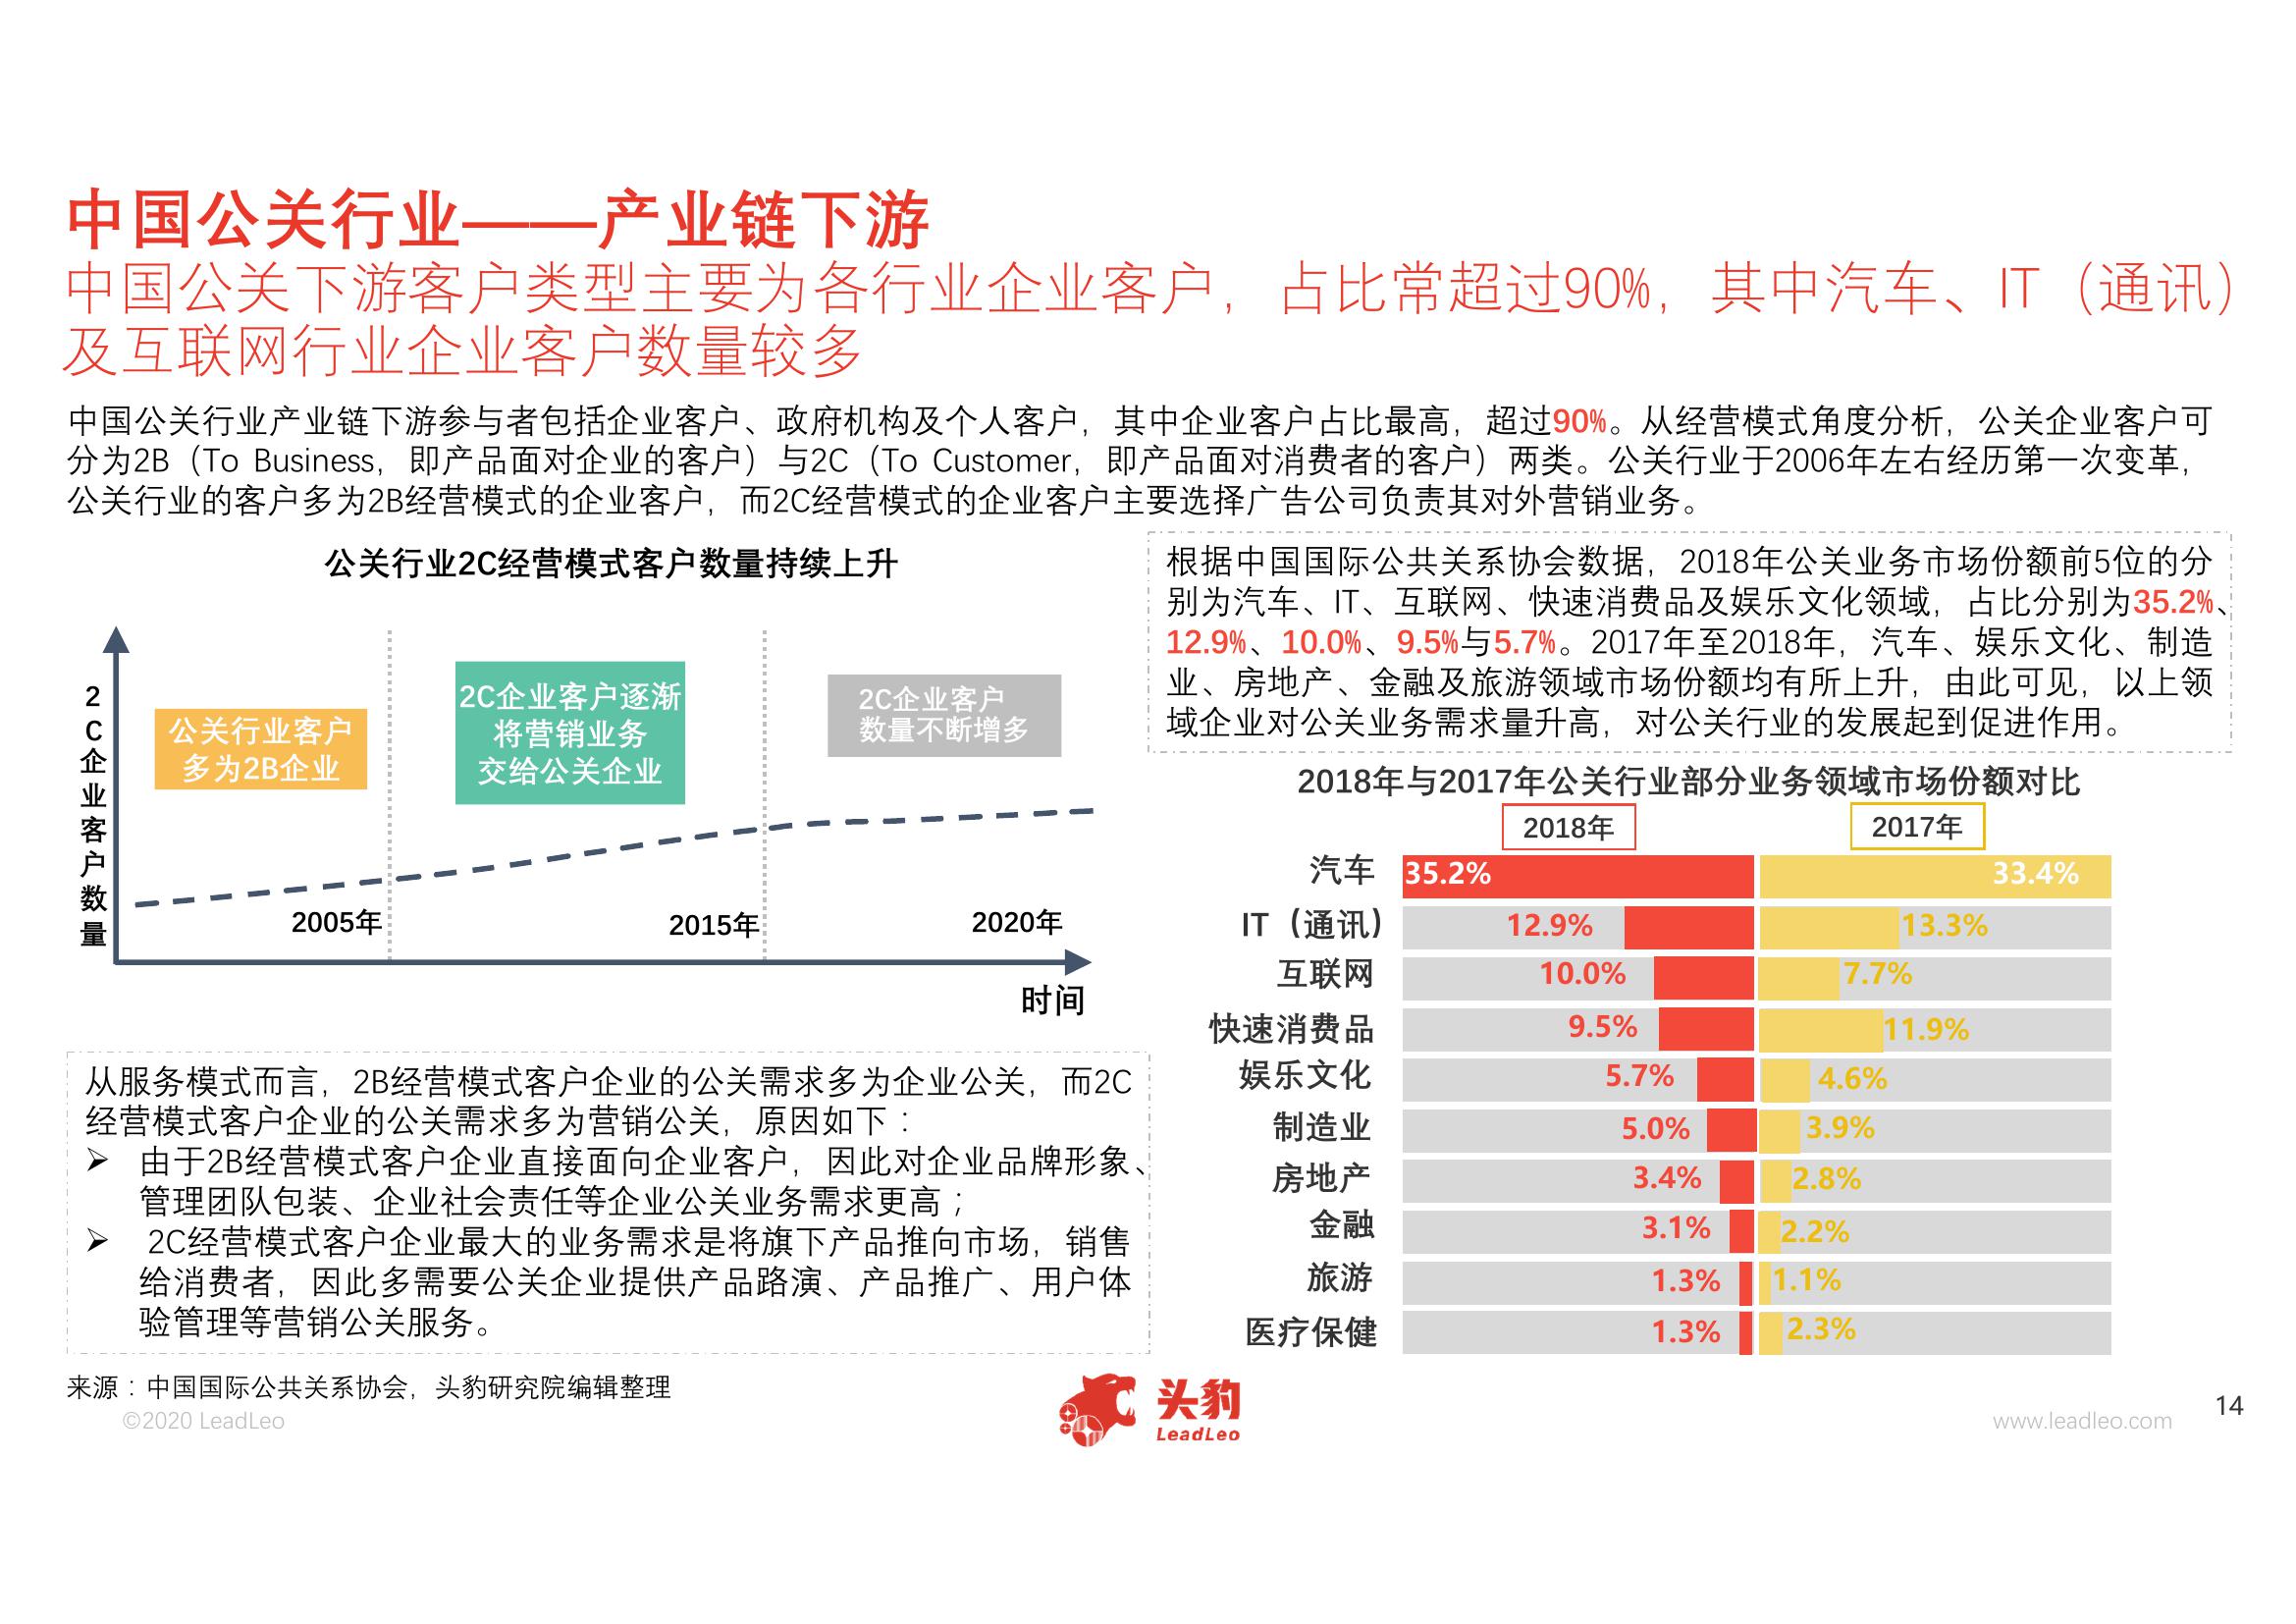 中国公关行业——产业链下游
中国公关下游客户类型主要为各行业企业客户，占比常超过90%，其中汽车、IT（通讯）
及互联网行业企业客户数量较多
中国公关行业产业链下游参与者包括企业客户、政府机构及个人客户，其中企业客户占比最高，超过90%。从经营模式角度分析，公关企业客户可
分为2B（To Business，即产品面对企业的客户）与2C（To Customer，即产品面对消费者的客户）两类。公关行业于2006年左右经历第一次变革，
公关行业的客户多为2B经营模式的企业客户，而2C经营模式的企业客户主要选择广告公司负责其对外营销业务。
公关行业2C经营模式客户数量持续上升
2C企业客户数量
公关行业客户
多为2B企业
2C企业客户逐渐
将营销业务
交给公关企业
2C企业客户
数量不断增多
2005年
2015年
2020年
时间
从服务模式而言，2B经营模式客户企业的公关需求多为企业公关，而2C
经营模式客户企业的公关需求多为营销公关，原因如下：
➢ 由于2B经营模式客户企业直接面向企业客户，因此对企业品牌形象、
管理团队包装、企业社会责任等企业公关业务需求更高；
➢ 2C经营模式客户企业最大的业务需求是将旗下产品推向市场，销售
给消费者，因此多需要公关企业提供产品路演、产品推广、用户体
验管理等营销公关服务。
根据中国国际公共关系协会数据，2018年公关业务市场份额前5位的分
别为汽车、IT、互联网、快速消费品及娱乐文化领域，占比分别为35.2%、
12.9%、10.0%、9.5%与5.7%。2017年至2018年，汽车、娱乐文化、制造
业、房地产、金融及旅游领域市场份额均有所上升，由此可见，以上领
域企业对公关业务需求量升高，对公关行业的发展起到促进作用。
2018年与2017年公关行业部分业务领域市场份额对比
2018年 2017年
汽车 35.2% 33.4%
IT（通讯） 12.9% 13.3%
互联网 10.0% 7.7%
快速消费品 9.5% 11.9%
娱乐文化 5.7% 4.6%
制造业 5.0% 3.9%
房地产 3.4% 2.8%
金融 3.1% 2.2%
旅游 1.3% 1.1%
医疗保健 1.3% 2.3%
来源：中国国际公共关系协会，头豹研究院编辑整理
©2020 LeadLeo
头豹
LeadLeo
www.leadleo.com
14